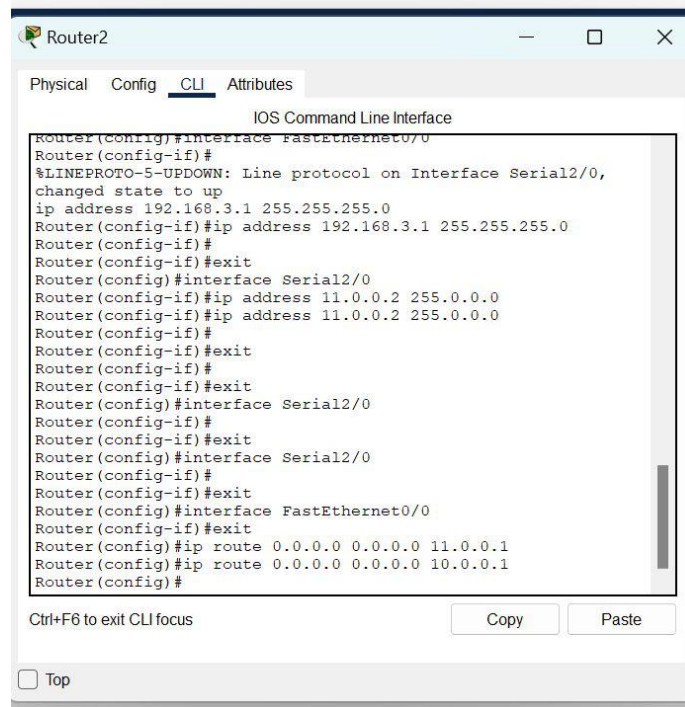 Router2
Physical Config CLI Attributes
IOS Command Line Interface
Router(config)#interface FastEthernet0/0
Router(config-if)#
%LINEPROTO-5-UPDOWN: Line protocol on Interface Serial2/0,
changed state to up
ip address 192.168.3.1 255.255.255.0
Router(config-if)#ip address 192.168.3.1 255.255.255.0
Router(config-if)#
Router(config-if)#exit
Router(config)#interface Serial2/0
Router(config-if)#ip address 11.0.0.2 255.0.0.0
Router(config-if)#ip address 11.0.0.2 255.0.0.0
Router(config-if)#
Router(config-if)#exit
Router(config-if)#
Router(config-if)#exit
Router(config)#interface Serial2/0
Router(config-if)#
Router(config-if)#exit
Router(config)#interface Serial2/0
Router(config-if)#
Router(config-if)#exit
Router(config)#interface FastEthernet0/0
Router(config-if)#exit
Router(config)#ip route 0.0.0.0 0.0.0.0 11.0.0.1
Router(config)#ip route 0.0.0.0 0.0.0.0 10.0.0.1
Router(config)#
Ctrl+F6 to exit CLI focus Copy Paste
Top